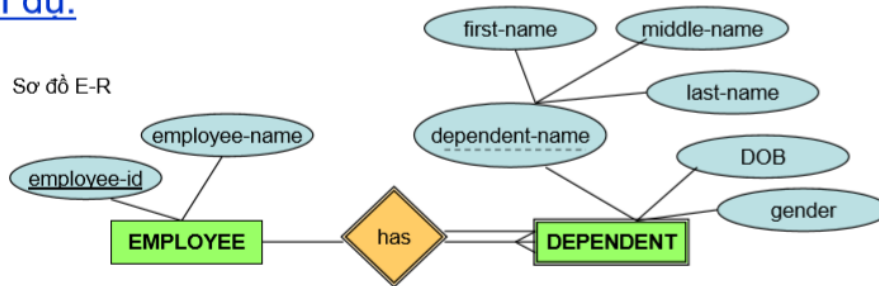 dụ:
first-name
middle-name
Sơ đồ E-R
last-name
employee-name
dependent-name
DOB
employee-id
gender
EMPLOYEE
has
DEPENDENT